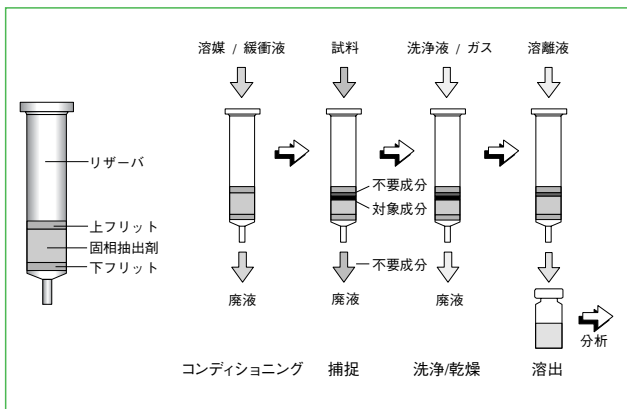 溶媒 / 緩衝液
試料
洗浄液 / ガス
溶離液
リザーバ
上フリット
固相抽出剤
下フリット
不要成分
対象成分
不要成分
廃液
廃液
廃液
分析
コンディショニング
捕捉
洗浄/乾燥
溶出